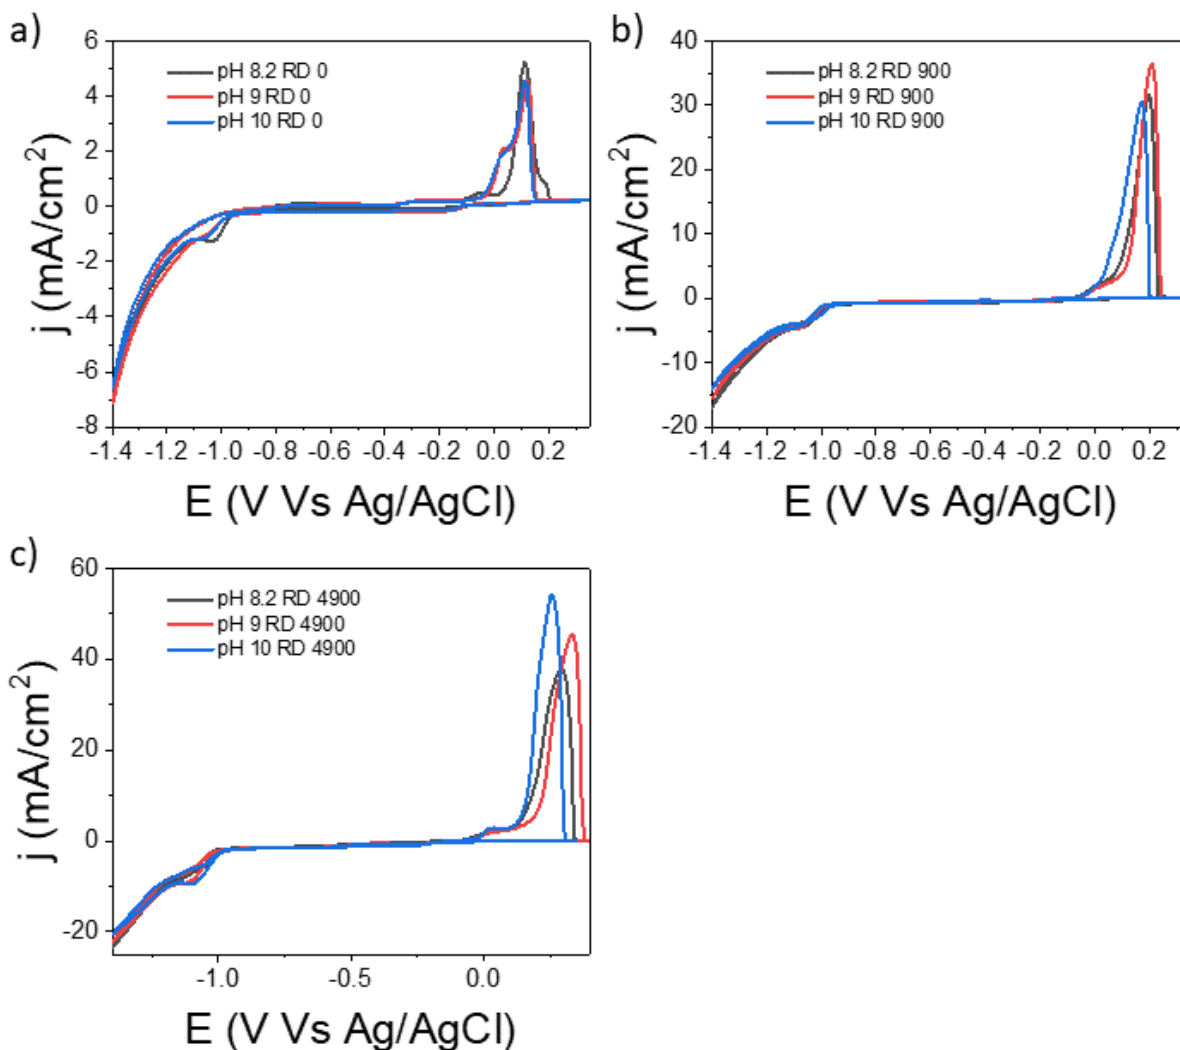 a)
6
4
2
0
-2
-4
-6
-8
pH 8.2 RD 0
pH 9 RD 0
pH 10 RD 0
-1.4 -1.2 -1.0 -0.8 -0.6 -0.4 -0.2 0.0 0.2
j (mA/cm²)
E (V Vs Ag/AgCl)
b)
40
30
20
10
0
-10
-20
pH 8.2 RD 900
pH 9 RD 900
pH 10 RD 900
-1.4 -1.2 -1.0 -0.8 -0.6 -0.4 -0.2 0.0 0.2
j (mA/cm²)
E (V Vs Ag/AgCl)
c)
60
40
20
0
-20
pH 8.2 RD 4900
pH 9 RD 4900
pH 10 RD 4900
-1.0 -0.5 0.0
j (mA/cm²)
E (V Vs Ag/AgCl)